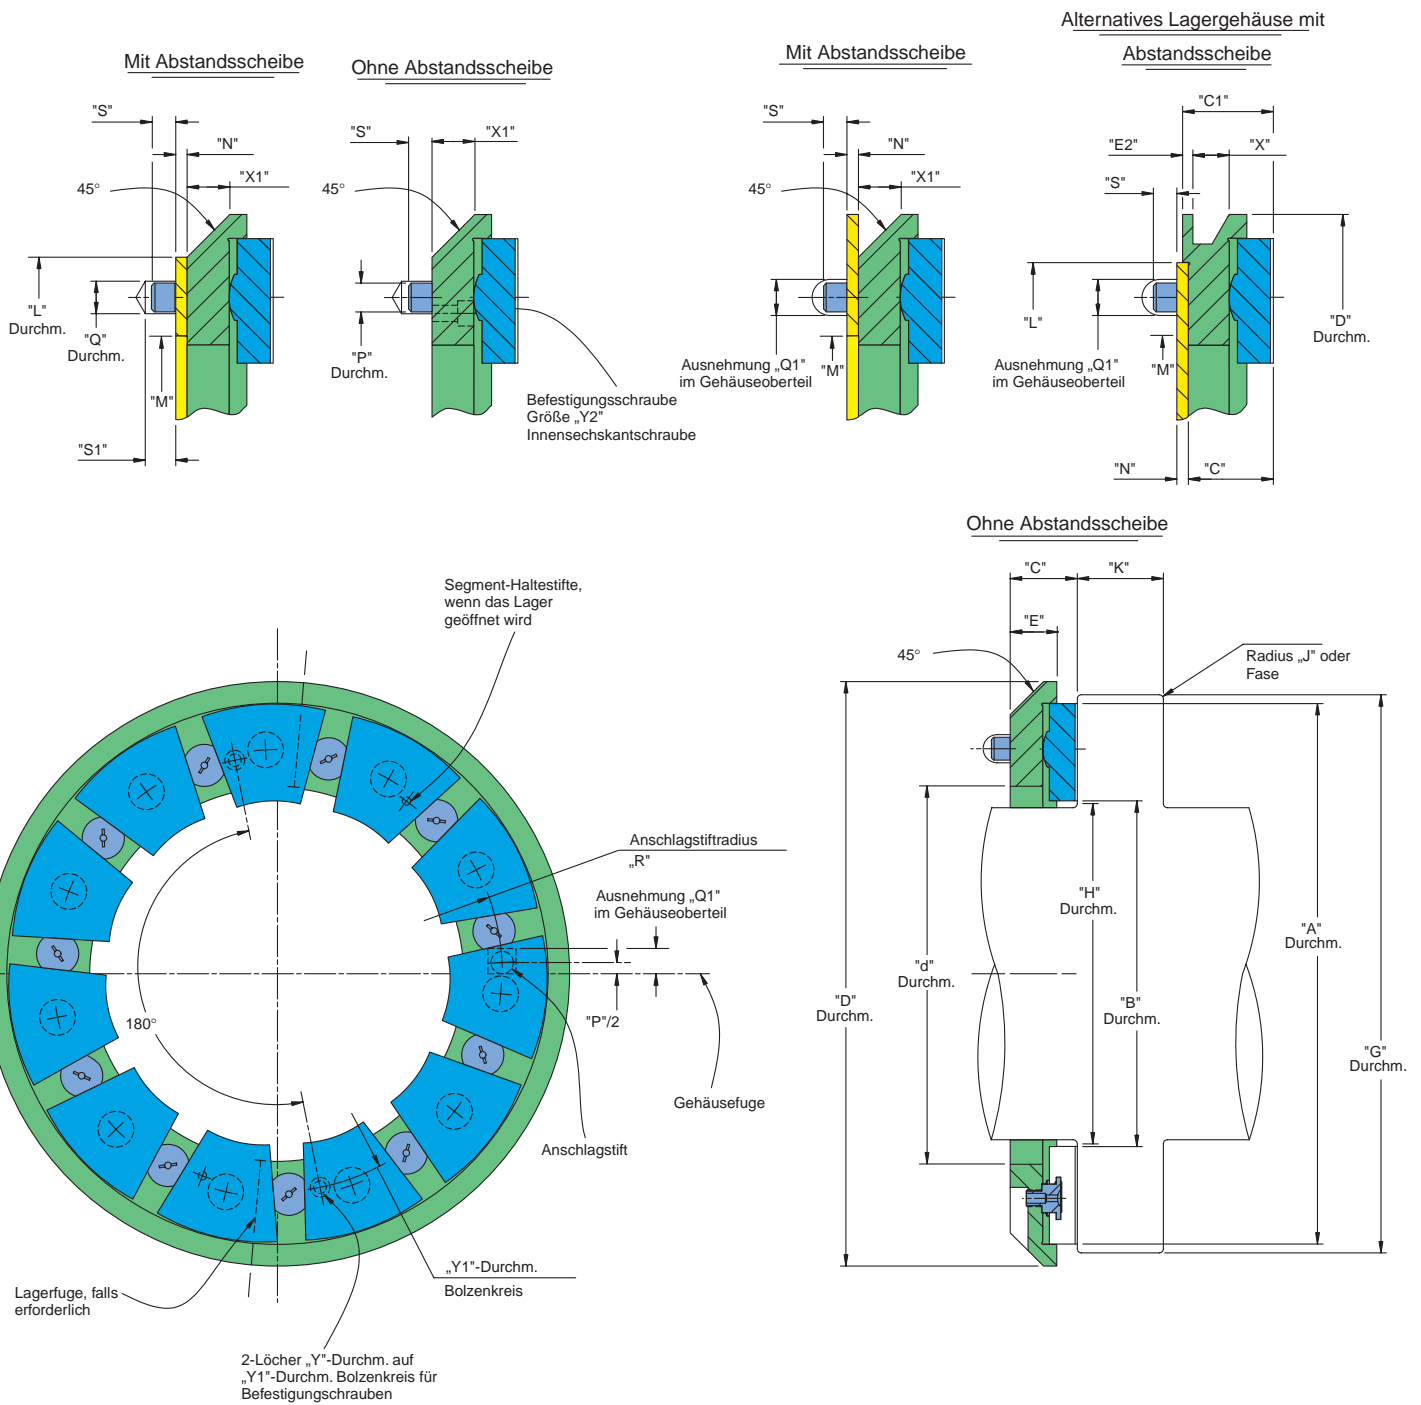 Alternatives Lagergehäuse mit
Abstandsscheibe
Mit Abstandsscheibe
Ohne Abstandsscheibe
Mit Abstandsscheibe
"S"
"N"
"X1"
45°
"L"
Durchm.
"Q"
Durchm.
"M"
"S1"
"S"
"X1"
45°
"P"
Durchm.
Befestigungsschraube
Größe „Y2"
Innensechskantschraube
"S"
"N"
"X1"
45°
Ausnehmung „Q1"
im Gehäuseoberteil
"M"
"C1"
"E2"
"X"
"S"
"L"
"D"
Durchm.
Ausnehmung „Q1"
im Gehäuseoberteil
"M"
"N"
"C"
Ohne Abstandsscheibe
"C"
"K"
"E"
45°
Radius „J" oder
Fase
"H"
Durchm.
"A"
Durchm.
"d"
Durchm.
"D"
Durchm.
"B"
Durchm.
"G"
Durchm.
Segment-Haltestifte,
wenn das Lager
geöffnet wird
Anschlagstiftradius
„R"
Ausnehmung „Q1"
im Gehäuseoberteil
"P"/2
180°
Gehäusefuge
Anschlagstift
„Y1"-Durchm.
Bolzenkreis
Lagerfuge, falls
erforderlich
2-Löcher „Y"-Durchm. auf
„Y1"-Durchm. Bolzenkreis für
Befestigungschrauben